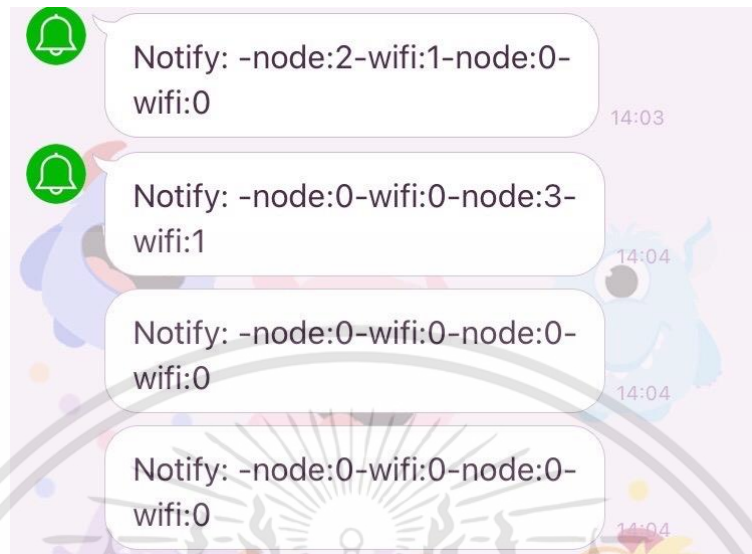 Notify: -node:2-wifi:1-node:0-
wifi:0
14:03
Notify: -node:0-wifi:0-node:3-
wifi:1
14:04
Notify: -node:0-wifi:0-node:0-
wifi:0
14:04
Notify: -node:0-wifi:0-node:0-
wifi:0
14:04